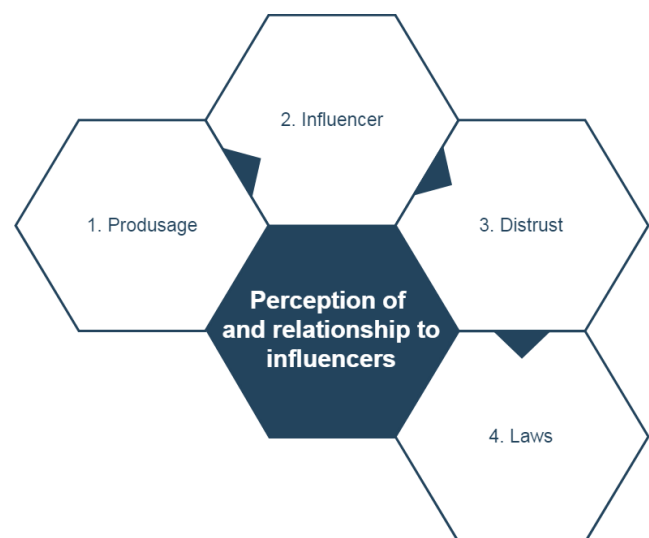 2. Influencer
1. Produsage
3. Distrust
Perception of
and relationship to
influencers
4. Laws